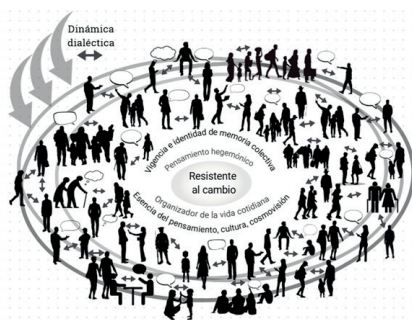 Dinámica
dialéctica
Vigencia e identidad de memoria colectiva
Pensamiento hegemónico
Resistente
al cambio
Organizador de la vida cotidiana
Esencia del pensamiento, cultura, cosmovisión